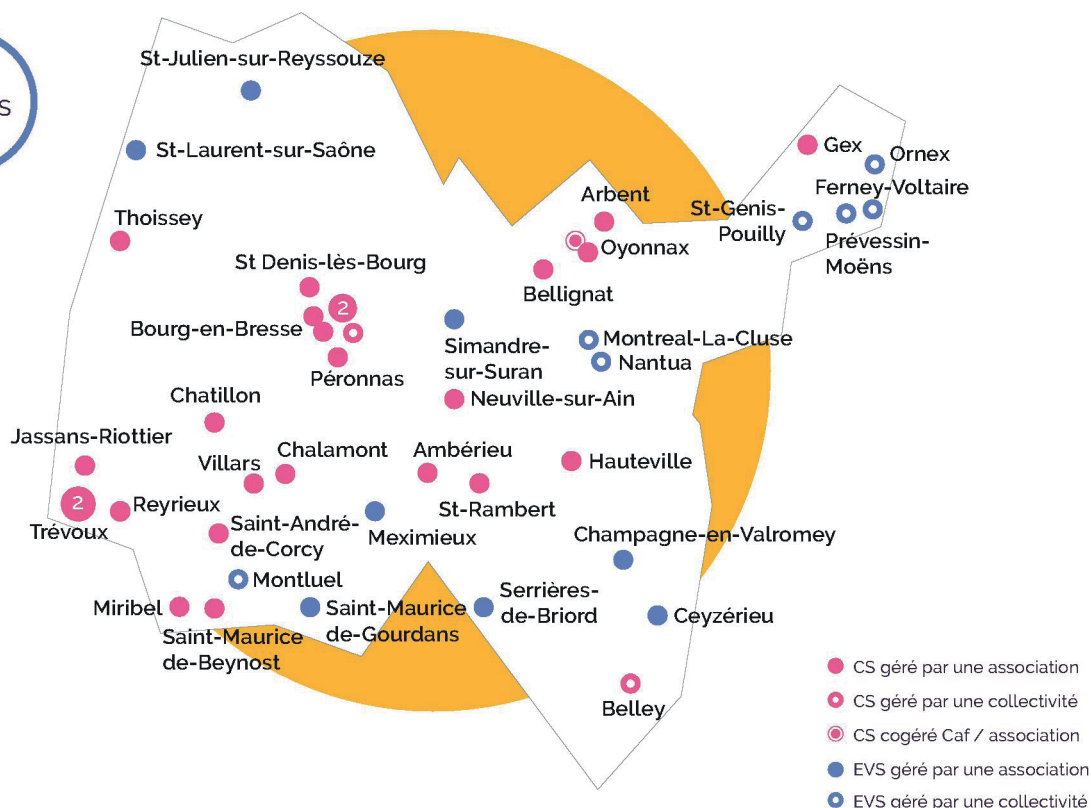 S
St-Julien-sur-Reyssouze
St-Laurent-sur-Saône
Gex
Ornex
Ferney-Voltaire
St-Genis-
Pouilly
Prévessin-
Moëns
Thoissey
Arbent
Oyonnax
Bellignat
St Denis-lès-Bourg
2
Bourg-en-Bresse
Péronnas
Simandre-
sur-Suran
Montreal-La-Cluse
Nantua
Neuville-sur-Ain
Chatillon
Jassans-Riottier
Villars
Chalamont
Ambérieu
Hauteville
St-Rambert
2
Trévoux
Reyrieux
Saint-André-
de-Corcy
Meximieux
Champagne-en-Valromey
Montluel
Miribel
Saint-Maurice
de-Beynost
Saint-Maurice
de-Gourdans
Serrières-
de-Briord
Ceyzérieu
Belley
CS géré par une association
CS géré par une collectivité
CS cogéré Caf / association
EVS géré par une association
EVS géré par une collectivité